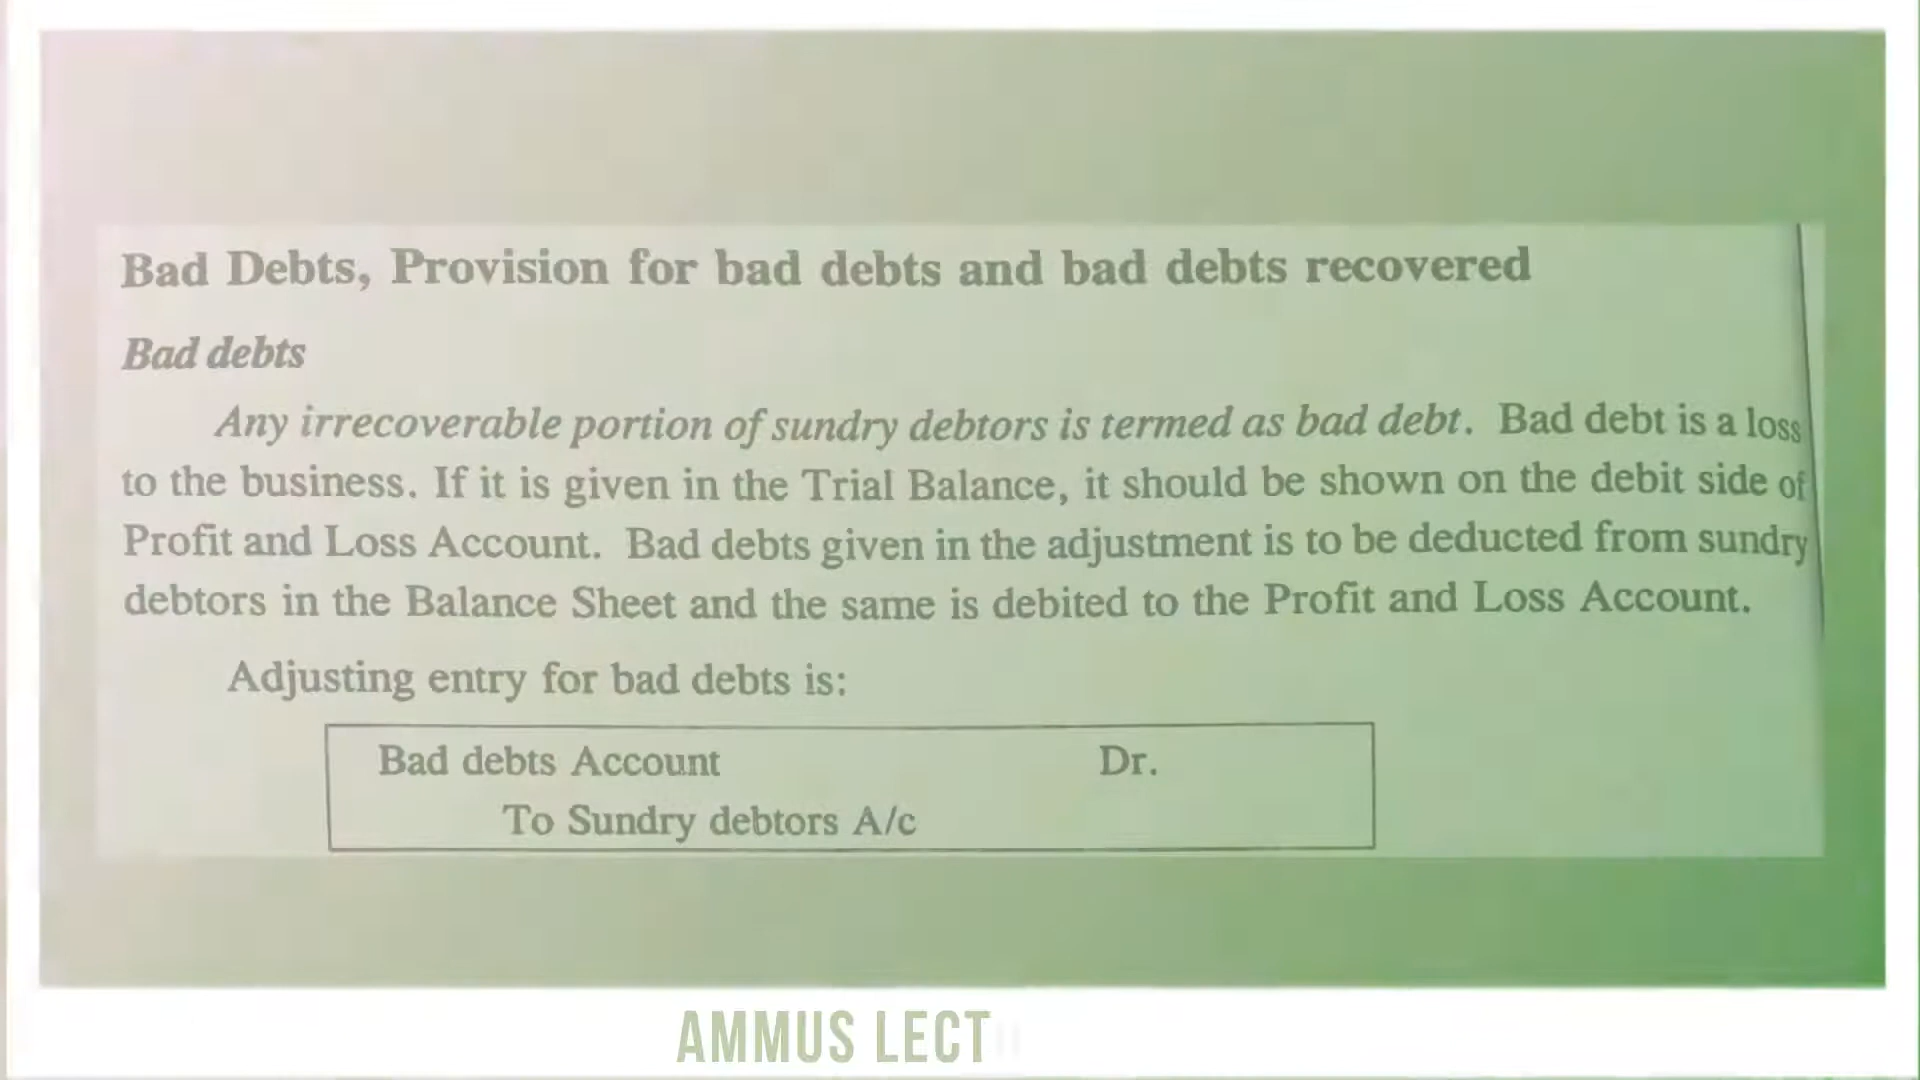 Bad Debts, Provision for bad debts and bad debts recovered
Bad debts
Any irrecoverable portion of sundry debtors is termed as bad debt. Bad debt is a loss
to the business. If it is given in the Trial Balance, it should be shown on the debit side of
Profit and Loss Account. Bad debts given in the adjustment is to be deducted from sundry
debtors in the Balance Sheet and the same is debited to the Profit and Loss Account.
Adjusting entry for bad debts is:
Bad debts Account Dr.
To Sundry debtors A/c
AMMUS LECT